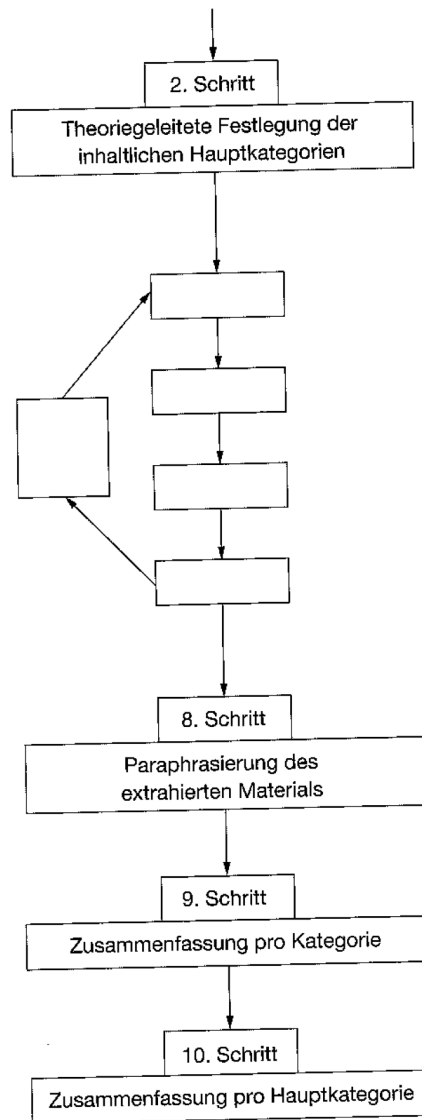 2. Schritt
Theoriegeleitete Festlegung der
inhaltlichen Hauptkategorien
8. Schritt
Paraphrasierung des
extrahierten Materials
9. Schritt
Zusammenfassung pro Kategorie
10. Schritt
Zusammenfassung pro Hauptkategorie